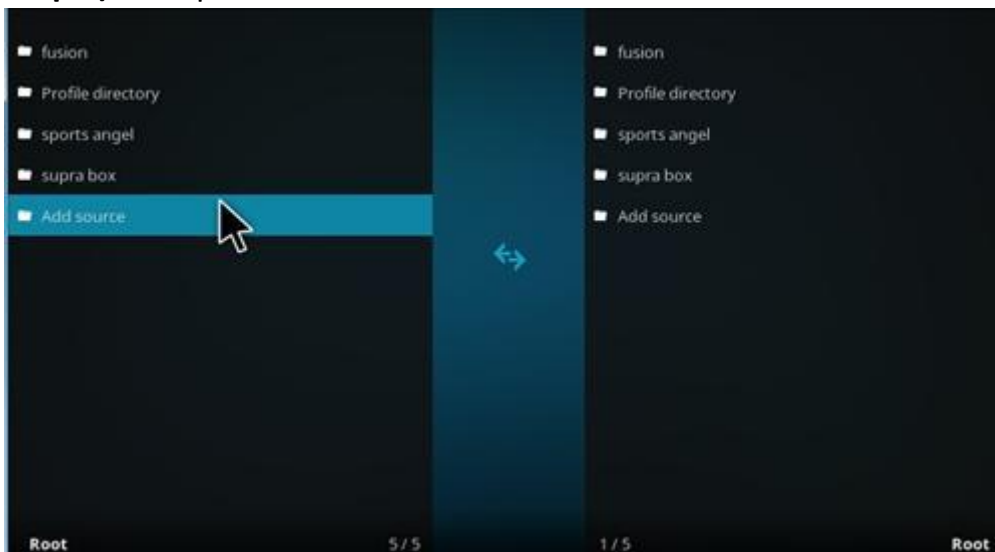 fusion
Profile directory
sports angel
supra box
Add source
Root
5 / 5
fusion
Profile directory
sports angel
supra box
Add source
1 / 5
Root